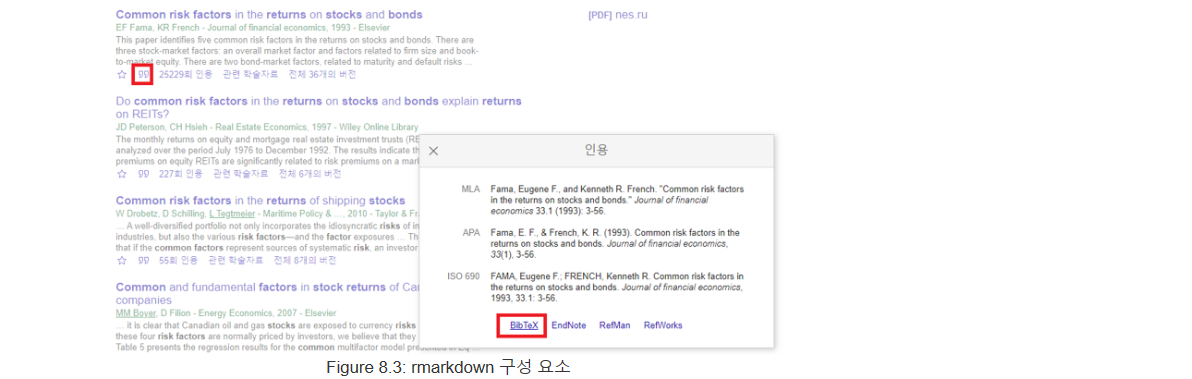 Common risk factors in the returns on stocks and bonds
[PDF] nes.ru
EF Fama, KR French - Journal of financial economics, 1993 - Elsevier
This paper identifies five common risk factors in the returns on stocks and bonds. There are
three stock-market factors: an overall market factor and factors related to firm size and book-
to-market equity. There are two bond-market factors, related to maturity and default risks ...
25229회 인용 관련 학술자료 전체 36개의 버전
Do common risk factors in the returns on stocks and bonds explain returns
on REITs?
JD Peterson, CH Hsieh - Real Estate Economics, 1997 - Wiley Online Library
The monthly returns on equity and mortgage real estate investment trusts (RE
analyzed over the period July 1976 to December 1992. The results indicate th
premiums on equity REITs are significantly related to risk premiums on a mar
227회 인용 관련 학술자료 전체 6개의 버전
Common risk factors in the returns of shipping stocks
W Drobetz, D Schilling, L Tegtmeier - Maritime Policy & ..., 2010 - Taylor & Fra
... A well-diversified portfolio not only incorporates the idiosyncratic risks of in
industries, but also the various risk factors—and the factor exposures ... Th
that if the common factors represent sources of systematic risk, an investor
55회 인용 관련 학술자료 전체 8개의 버전
Common and fundamental factors in stock returns of Can
companies
MM Boyer, D Filion - Energy Economics, 2007 - Elsevier
... it is clear that Canadian oil and gas stocks are exposed to currency risks
these four risk factors are normally priced by investors, we believe that they
Table 5 presents the regression results for the common multifactor model presented in Eq ...
인용
MLA Fama, Eugene F., and Kenneth R. French. "Common risk factors
in the returns on stocks and bonds." Journal of financial
economics 33.1 (1993): 3-56.
APA Fama, E. F., & French, K. R. (1993). Common risk factors in the
returns on stocks and bonds. Journal of financial economics,
33(1), 3-56.
ISO 690 FAMA, Eugene F.; FRENCH, Kenneth R. Common risk factors in
the returns on stocks and bonds. Journal of financial economics,
1993, 33.1: 3-56.
BibTeX EndNote RefMan RefWorks
Figure 8.3: rmarkdown 구성 요소